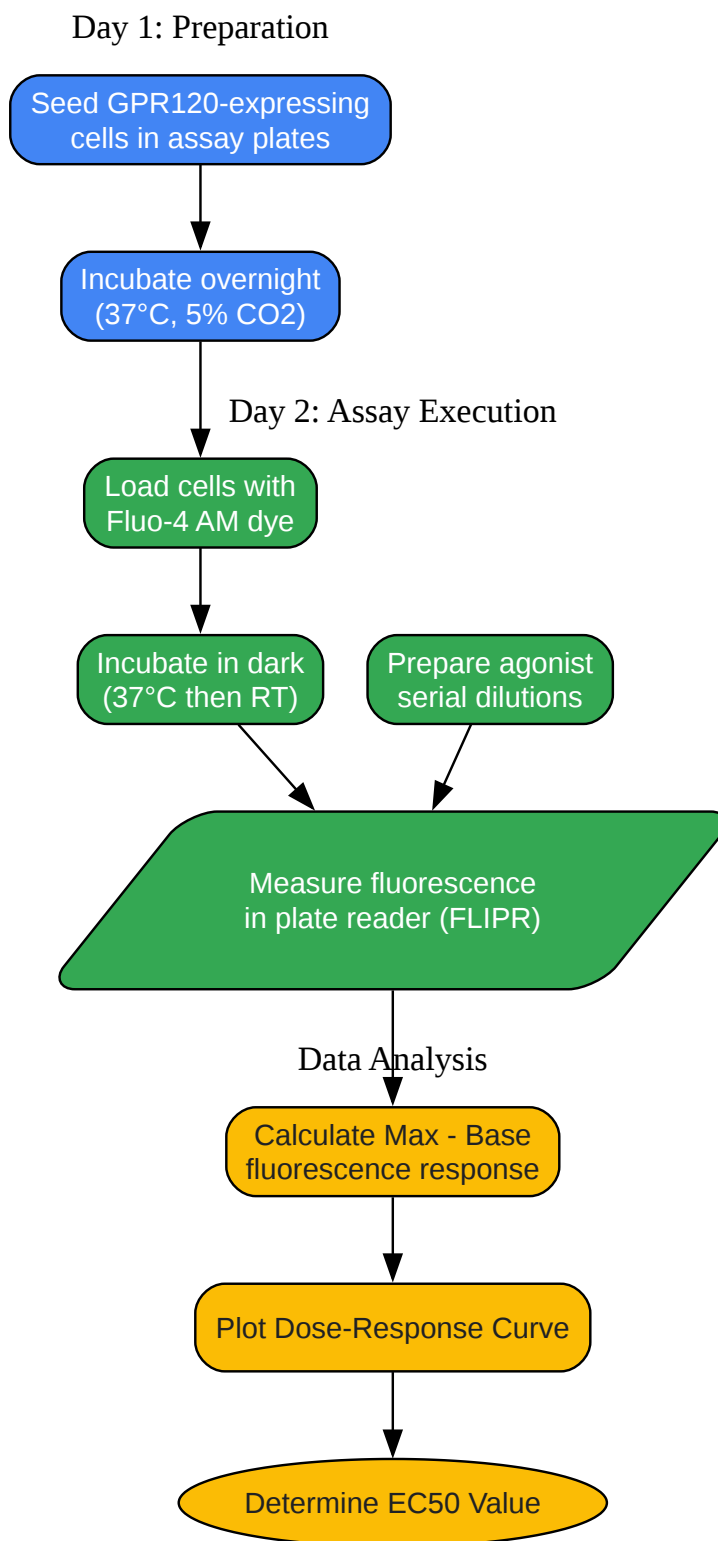 Day 1: Preparation
Seed GPR120-expressing
cells in assay plates
Incubate overnight
(37°C, 5% CO2)
Day 2: Assay Execution
Load cells with
Fluo-4 AM dye
Incubate in dark
(37°C then RT)
Prepare agonist
serial dilutions
Measure fluorescence
in plate reader (FLIPR)
Data Analysis
Calculate Max - Base
fluorescence response
Plot Dose-Response Curve
Determine EC50 Value